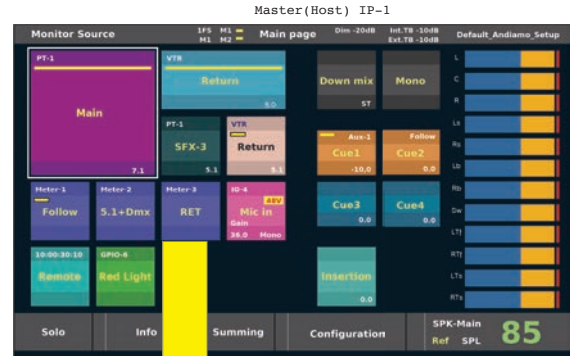 Master(Host) IP-1
Monitor Source
1FS M1
M1 M2
Main page
Dim -20dB
Int.TB -10dB
Ext.TB -10dB
Default_Andiamo_Setup
PT-1
Main
7.1
VTR
Return
5.0
Down mix
ST
Mono
PT-1
SFX-3
5.1
VTR
Return
5.1
Aux-1
Cue1
-10.0
Follow
Cue2
0.0
Meter-1
Follow
Meter-2
5.1+Dmx
Meter-3
RET
IO-4
48V
Mic in
Gain
36.0 Mono
Cue3
0.0
Cue4
0.0
10:00:30:10
Remote
GPIO-6
Red Light
Insertion
0.0
L
C
R
Ls
Rs
Lb
Rb
Sw
LTf
RTf
LTs
RTs
Solo
Info
Summing
Configuration
SPK-Main
Ref SPL
85